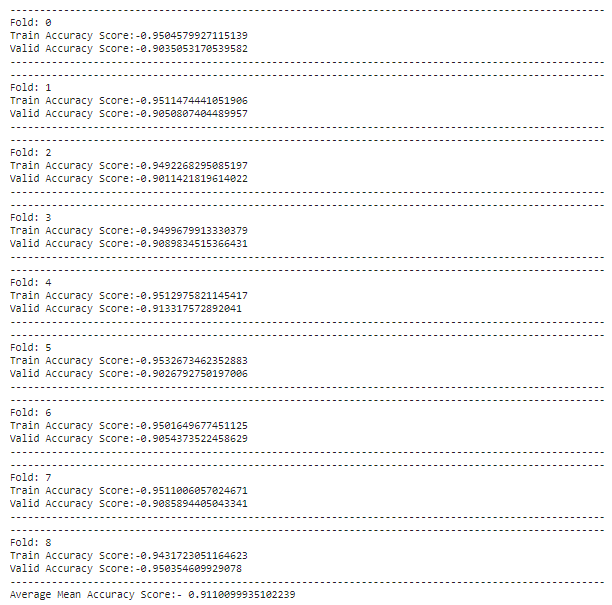 Fold: 0
Train Accuracy Score:-0.9504579927115139
Valid Accuracy Score:-0.9035053170539582
Fold: 1
Train Accuracy Score:-0.9511474441051906
Valid Accuracy Score:-0.9050807404489957
Fold: 2
Train Accuracy Score:-0.9492268295085197
Valid Accuracy Score:-0.9011421819614022
Fold: 3
Train Accuracy Score:-0.9499679913330379
Valid Accuracy Score:-0.9089834515366431
Fold: 4
Train Accuracy Score:-0.9512975821145417
Valid Accuracy Score:-0.913317572892041
Fold: 5
Train Accuracy Score:-0.9532673462352883
Valid Accuracy Score:-0.9026792750197006
Fold: 6
Train Accuracy Score:-0.9501649677451125
Valid Accuracy Score:-0.9054373522458629
Fold: 7
Train Accuracy Score:-0.9511006057024671
Valid Accuracy Score:-0.9085894405043341
Fold: 8
Train Accuracy Score:-0.9431723051164623
Valid Accuracy Score:-0.950354609929078
Average Mean Accuracy Score:- 0.9110099935102239